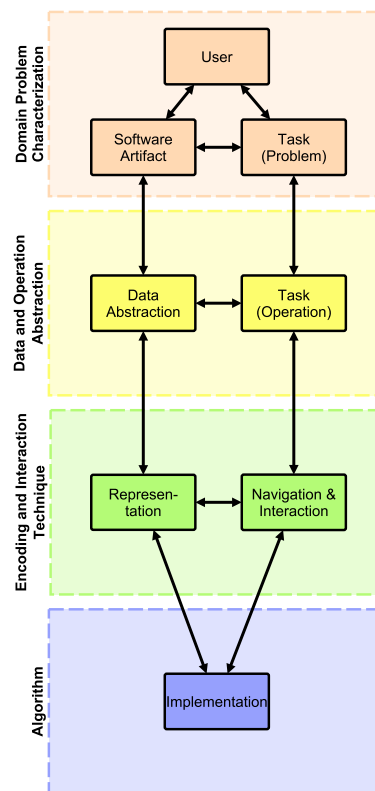 Domain Problem
Characterization
User
Software
Artifact
Task
(Problem)
Data and Operation
Abstraction
Data
Abstraction
Task
(Operation)
Encoding and Interaction
Technique
Represen-
tation
Navigation &
Interaction
Algorithm
Implementation